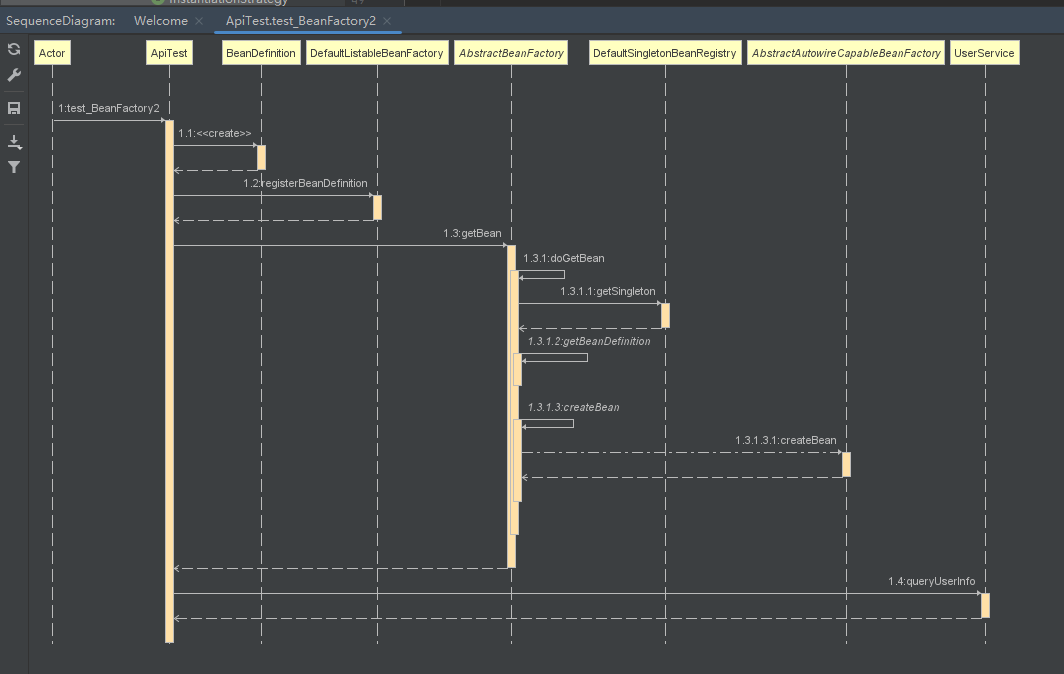 InstantiationStrategy
SequenceDiagram: Welcome ApiTest.test_BeanFactory2
Actor ApiTest BeanDefinition DefaultListableBeanFactory AbstractBeanFactory DefaultSingletonBeanRegistry AbstractAutowireCapableBeanFactory UserService
1:test_BeanFactory2
1.1:<<create>>
1.2:registerBeanDefinition
1.3:getBean
1.3.1:doGetBean
1.3.1.1:getSingleton
1.3.1.2:getBeanDefinition
1.3.1.3:createBean
1.3.1.3.1:createBean
1.4:queryUserInfo